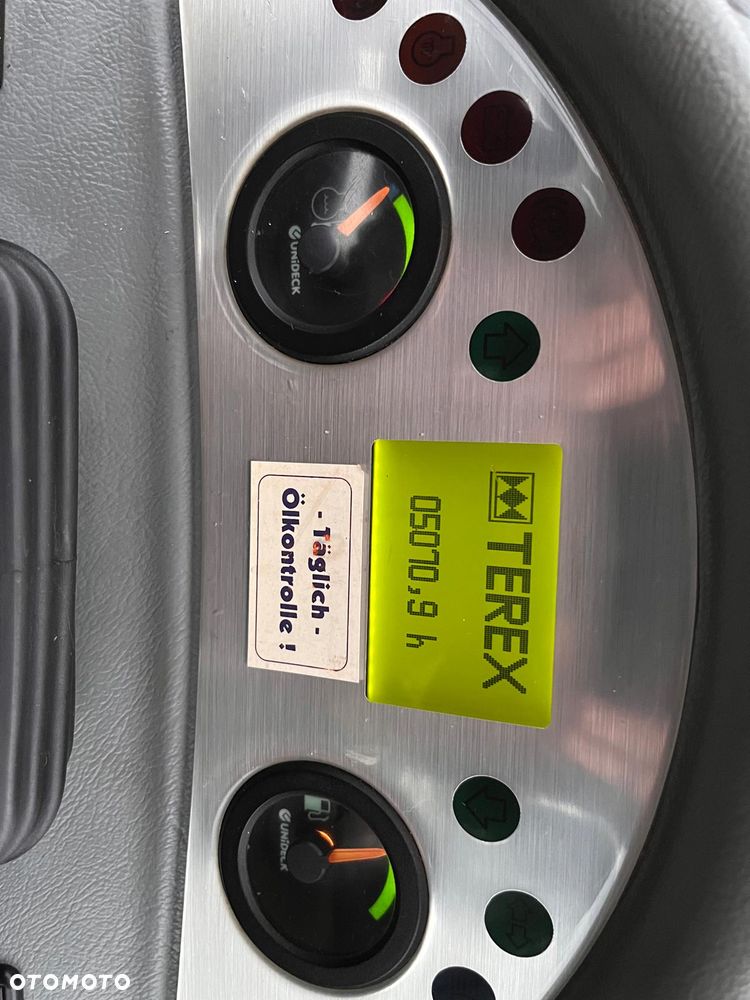 TEREX
05070,9 h
- Täglich -
Ölkontrolle !
UNiDECK
UNiDECK
OTOMOTO